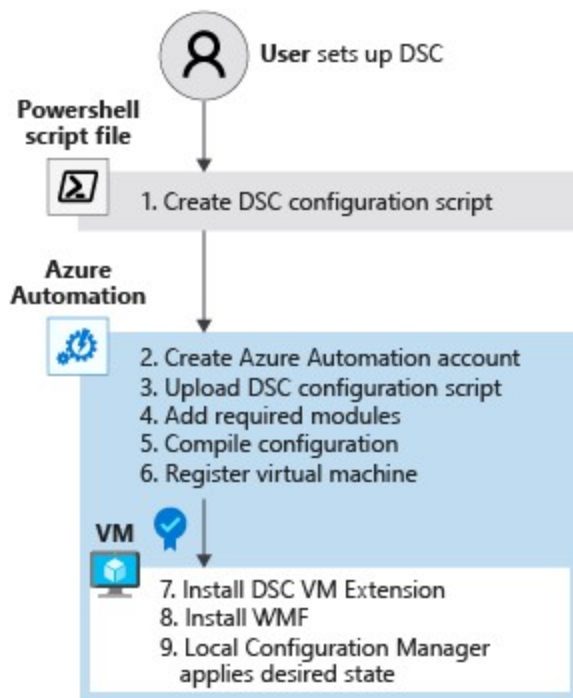 User sets up DSC
Powershell
script file
1. Create DSC configuration script
Azure
Automation
2. Create Azure Automation account
3. Upload DSC configuration script
4. Add required modules
5. Compile configuration
6. Register virtual machine
VM
7. Install DSC VM Extension
8. Install WMF
9. Local Configuration Manager
applies desired state